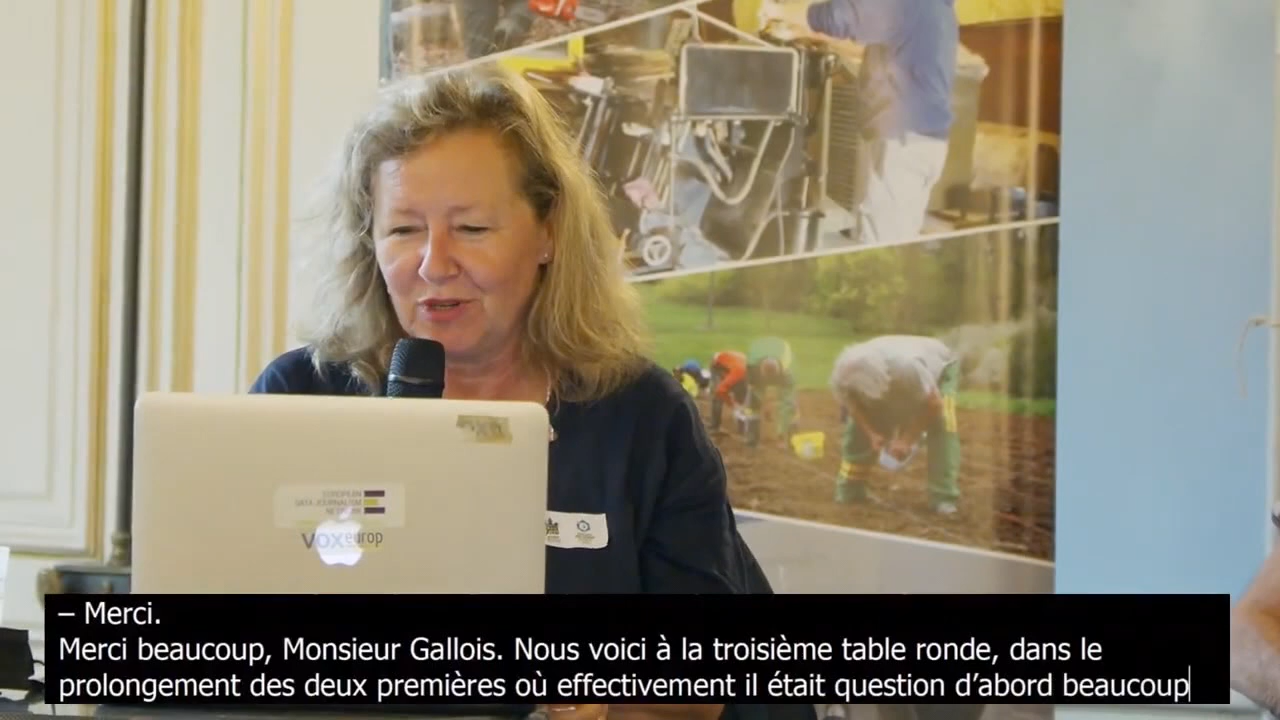 EUROPEAN
DATA JOURNALISM
NETWORK
VOXeurop
– Merci.
Merci beaucoup, Monsieur Gallois. Nous voici à la troisième table ronde, dans le
prolongement des deux premières où effectivement il était question d’abord beaucoup